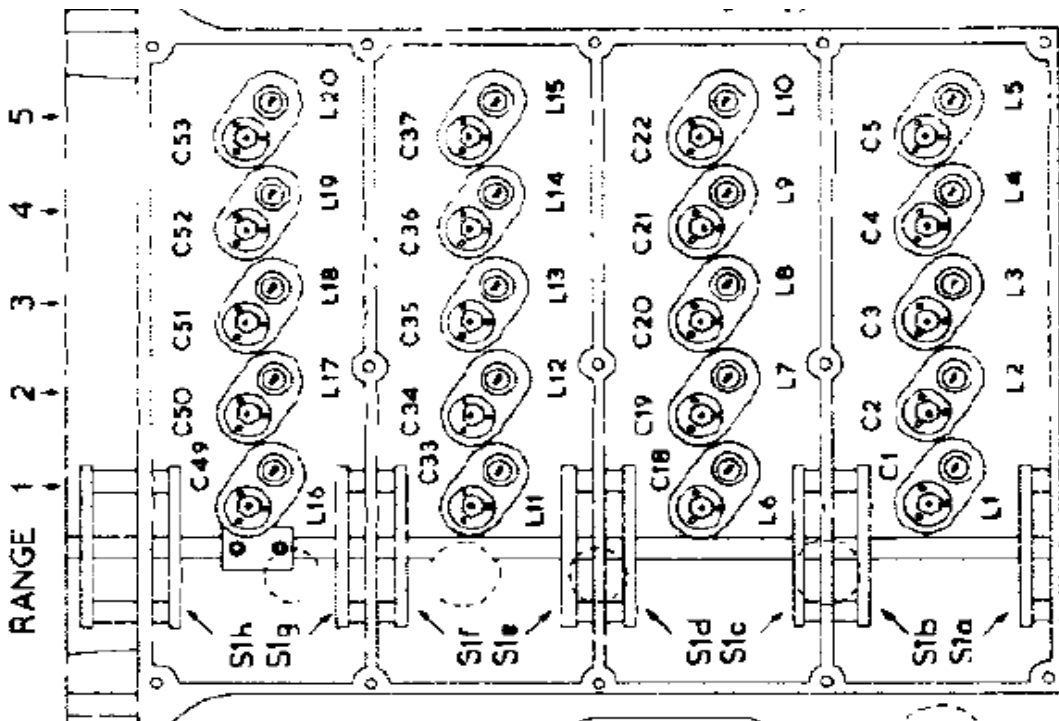 5
C53
L20
C37
L15
C22
L10
C5
L5
4
C52
L19
C36
L14
C21
L9
C4
L4
3
C51
L18
C35
L13
C20
L8
C3
L3
2
C50
L17
C34
L12
C19
L7
C2
L2
RANGE 1
C49
L16
C33
L11
C18
L6
C1
L1
S1h
S1g
S1f
S1e
S1d
S1c
S1b
S1a